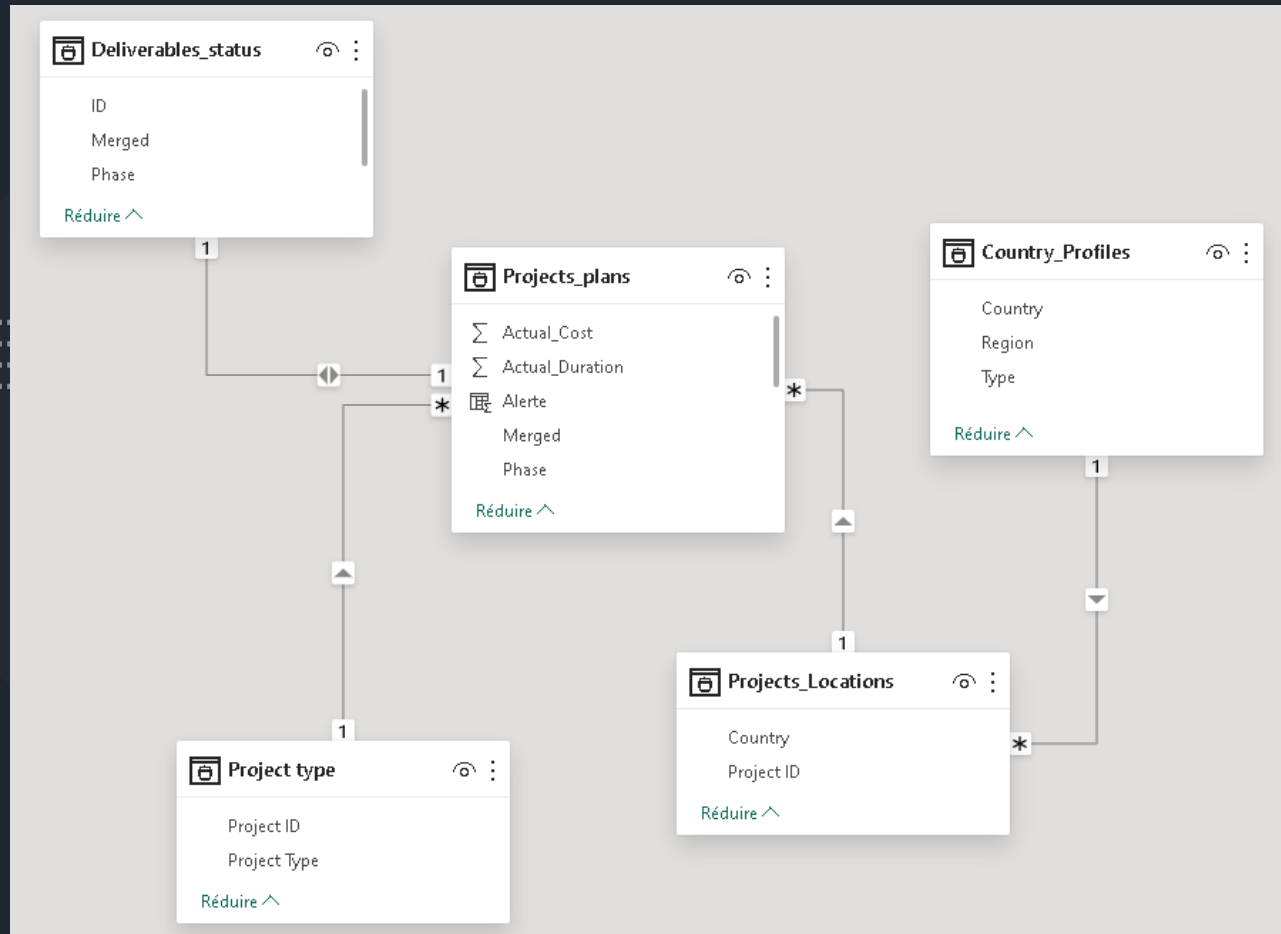 Deliverables_status
ID
Merged
Phase
Réduire
1
Projects_plans
Actual_Cost
Actual_Duration
Alerte
Merged
Phase
Réduire
1
*
*
Country_Profiles
Country
Region
Type
Réduire
1
1
Projects_Locations
Country
Project ID
Réduire
*
1
Project type
Project ID
Project Type
Réduire